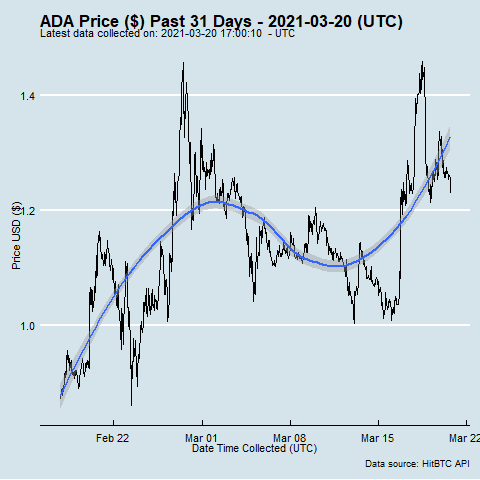 ADA Price ($) Past 31 Days - 2021-03-20 (UTC)
Latest data collected on: 2021-03-20 17:00:10  - UTC
1.4
1.2
1.0
Price USD ($)
Feb 22
Mar 01
Mar 08
Mar 15
Mar 22
Date Time Collected (UTC)
Data source: HitBTC API